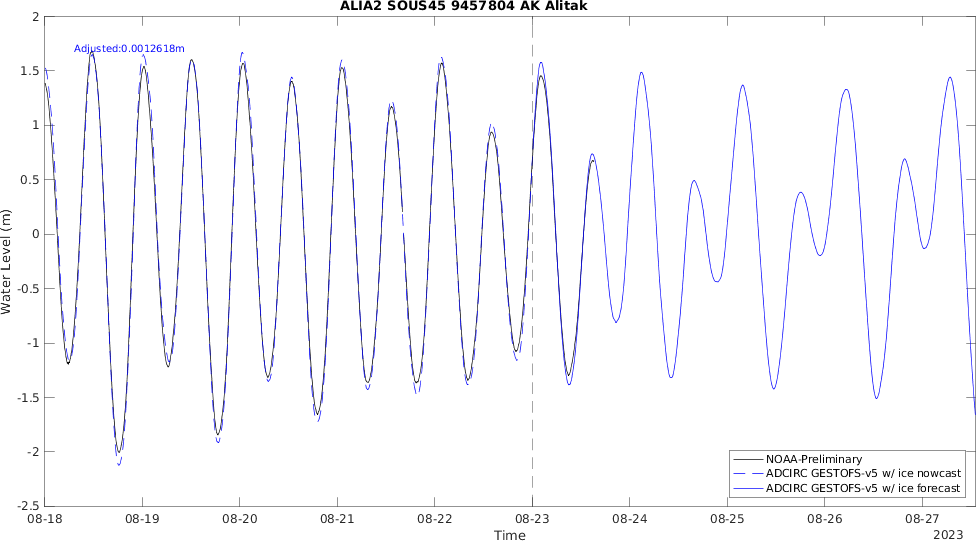 ALIA2 SOUS45 9457804 AK Alitak
Adjusted:0.0012618m
Water Level (m)
2
1.5
1
0.5
0
-0.5
-1
-1.5
-2
-2.5
08-18 08-19 08-20 08-21 08-22 08-23 08-24 08-25 08-26 08-27
Time
2023
NOAA-Preliminary
ADCIRC GESTOFS-v5 w/ ice nowcast
ADCIRC GESTOFS-v5 w/ ice forecast